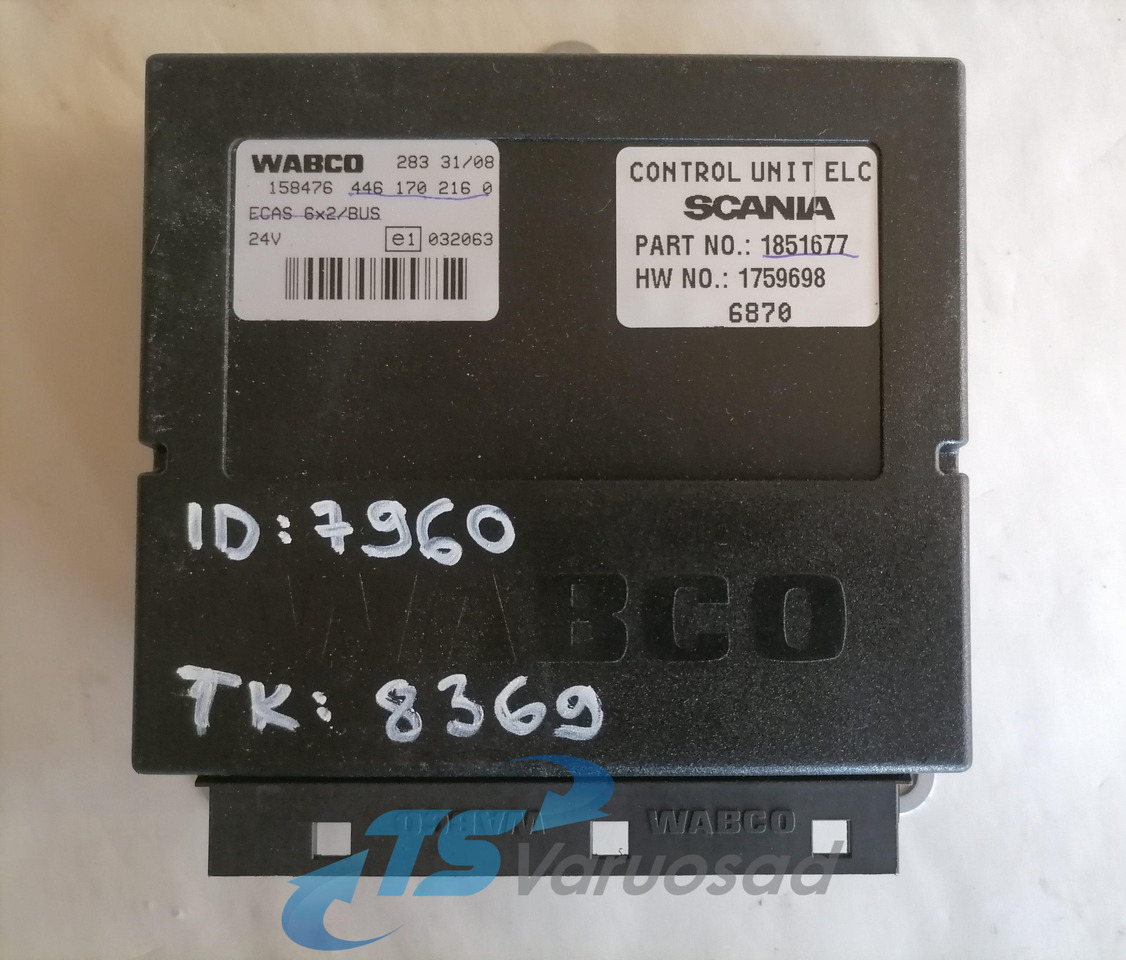 WABCO 283 31/08
158476 446 170 216 0
ECAS 6x2/BUS
24V e1 032063
CONTROL UNIT ELC
SCANIA
PART NO.: 1851677
HW NO.: 1759698
6870
ID: 7960
WABCO
TK: 8369
WABCO WABCO
TS Varuosad